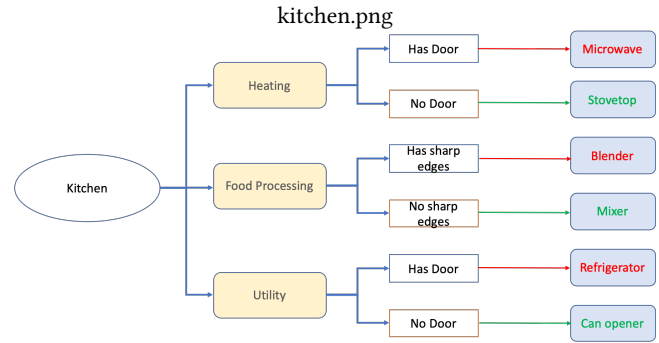 kitchen.png
Has Door
Microwave
Heating
No Door
Stovetop
Has sharp
edges
Blender
Kitchen
Food Processing
No sharp
edges
Mixer
Has Door
Refrigerator
Utility
No Door
Can opener